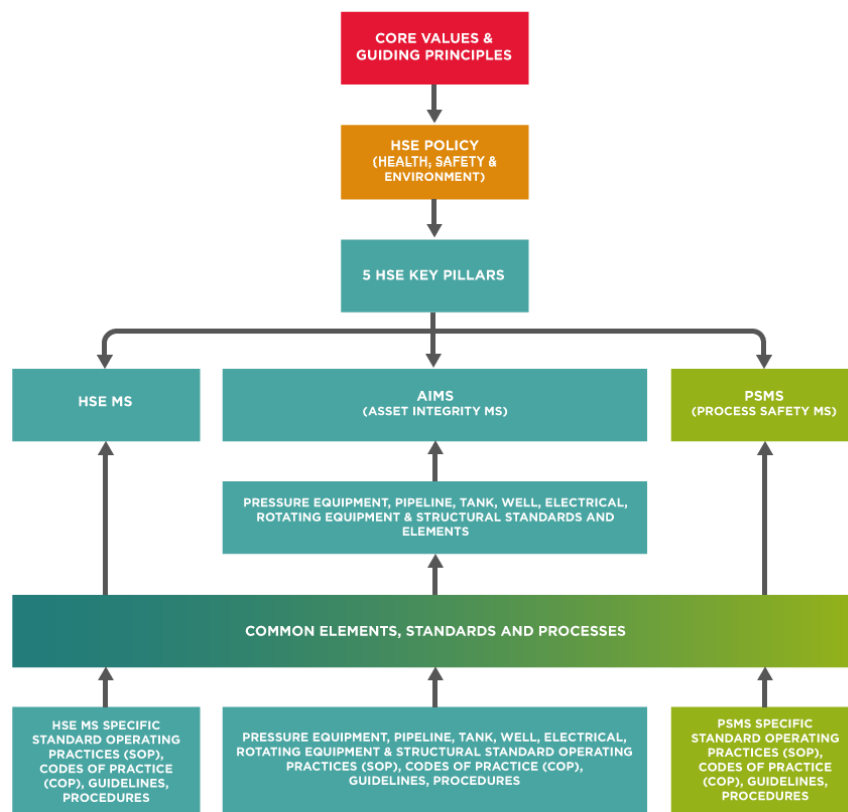 CORE VALUES &
GUIDING PRINCIPLES
HSE POLICY
(HEALTH, SAFETY &
ENVIRONMENT)
5 HSE KEY PILLARS
HSE MS
AIMS
(ASSET INTEGRITY MS)
PSMS
(PROCESS SAFETY MS)
PRESSURE EQUIPMENT, PIPELINE, TANK, WELL, ELECTRICAL,
ROTATING EQUIPMENT & STRUCTURAL STANDARDS AND
ELEMENTS
COMMON ELEMENTS, STANDARDS AND PROCESSES
HSE MS SPECIFIC
STANDARD OPERATING
PRACTICES (SOP),
CODES OF PRACTICE
(COP), GUIDELINES,
PROCEDURES
PRESSURE EQUIPMENT, PIPELINE, TANK, WELL, ELECTRICAL,
ROTATING EQUIPMENT & STRUCTURAL STANDARD OPERATING
PRACTICES (SOP), CODES OF PRACTICE (COP),
GUIDELINES, PROCEDURES
PSMS SPECIFIC
STANDARD OPERATING
PRACTICES (SOP),
CODES OF PRACTICE
(COP), GUIDELINES,
PROCEDURES